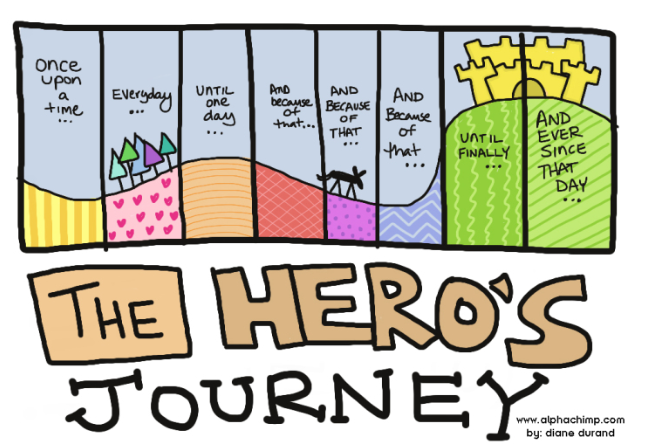 Once
upon
a
time
...
Everyday
...
UNTIL
one
day
...
AND
because
of
that...
AND
BECAUSE
OF
THAT
...
AND
Because
of
that
...
UNTIL
FINALLY
...
AND
EVER
SINCE
THAT
DAY
...
THE HERO'S
JOURNEY
www.alphachimp.com
by: diane durand